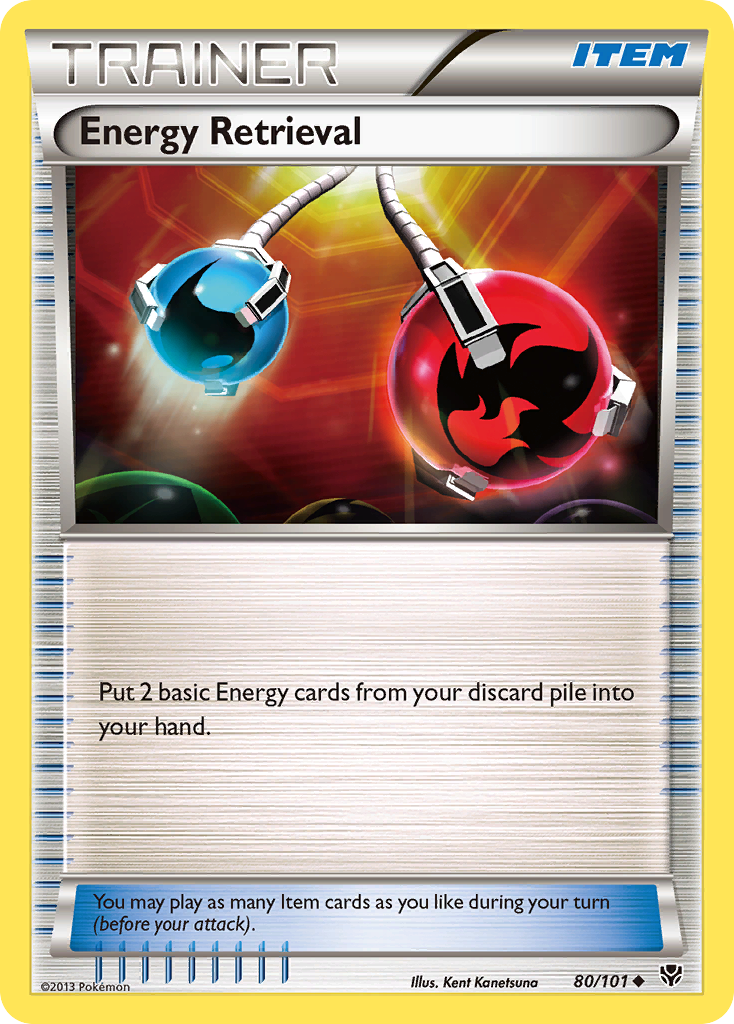 TRAINER
ITEM
Energy Retrieval
Put 2 basic Energy cards from your discard pile into
your hand.
You may play as many Item cards as you like during your turn
(before your attack).
©2013 Pokémon
Illus. Kent Kanetsuna
80/101